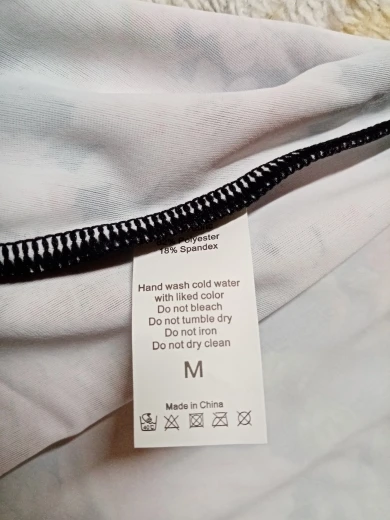 Polyester
18% Spandex
Hand wash cold water
with liked color
Do not bleach
Do not tumble dry
Do not iron
Do not dry clean
M
Made in China